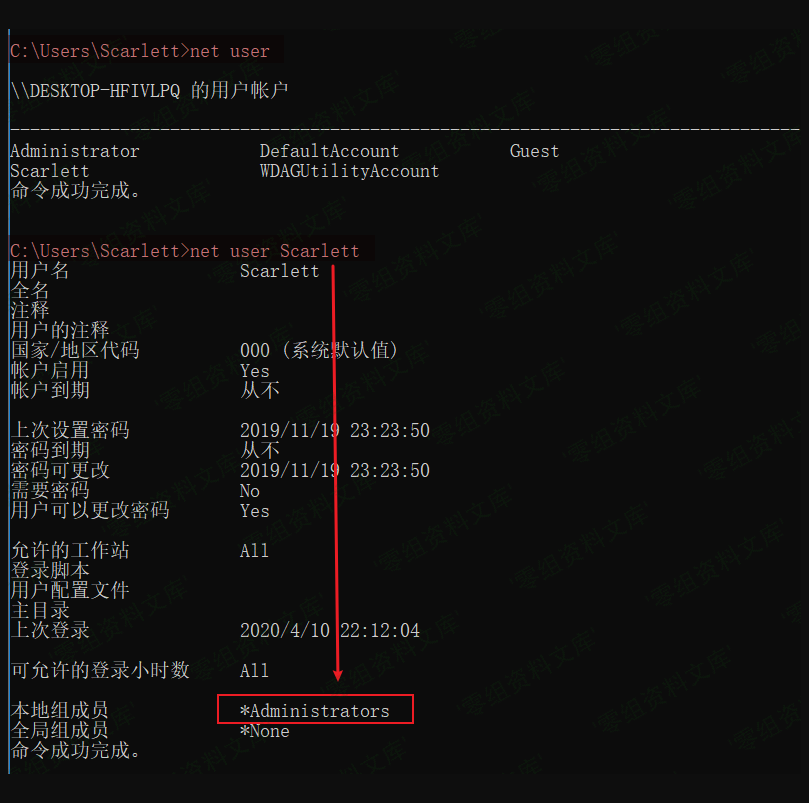 C:\Users\Scarlett>net user
\\DESKTOP-HFIVLPQ 的用户帐户
-------------------------------------------------------------------------------
Administrator DefaultAccount Guest
Scarlett WDAGUtilityAccount
命令成功完成。
C:\Users\Scarlett>net user Scarlett
用户名 Scarlett
全名
注释
用户的注释
国家/地区代码 000 (系统默认值)
帐户启用 Yes
帐户到期 从不
上次设置密码 2019/11/19 23:23:50
密码到期 从不
密码可更改 2019/11/19 23:23:50
需要密码 No
用户可以更改密码 Yes
允许的工作站 All
登录脚本
用户配置文件
主目录
上次登录 2020/4/10 22:12:04
可允许的登录小时数 All
本地组成员 *Administrators
全局组成员 *None
命令成功完成。
零组资料文库